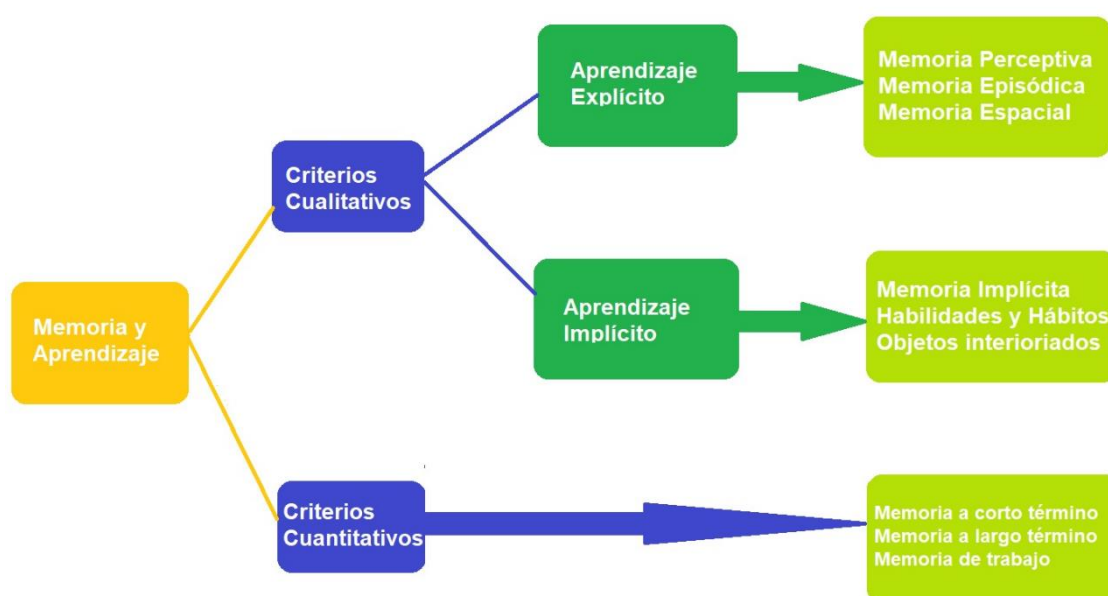 Memoria y
Aprendizaje
Criterios
Cualitativos
Aprendizaje
Explícito
Memoria Perceptiva
Memoria Episódica
Memoria Espacial
Aprendizaje
Implícito
Memoria Implícita
Habilidades y Hábitos
Objetos interioriados
Criterios
Cuantitativos
Memoria a corto término
Memoria a largo término
Memoria de trabajo